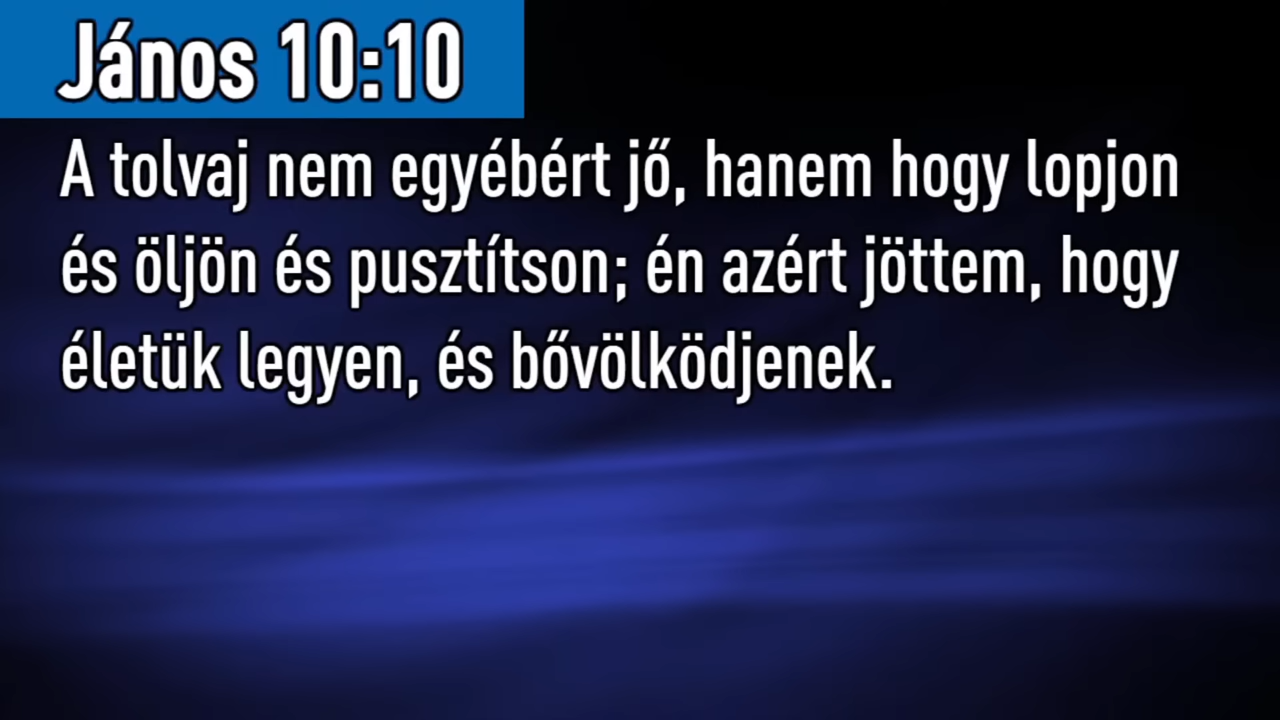 János 10:10
A tolvaj nem egyébért jő, hanem hogy lopjon
és öljön és pusztítson; én azért jöttem, hogy
életük legyen, és bővölködjenek.